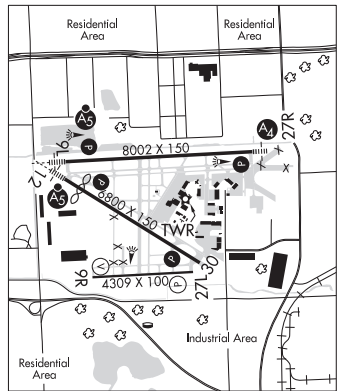 Residential
Area
Residential
Area
A5
A4
27R
9L
P
8002 X 150
P
12
P
A5
6800 X 150
TWR
30
P
9R
V
4309 X 100
P
27L
Industrial Area
Residential
Area